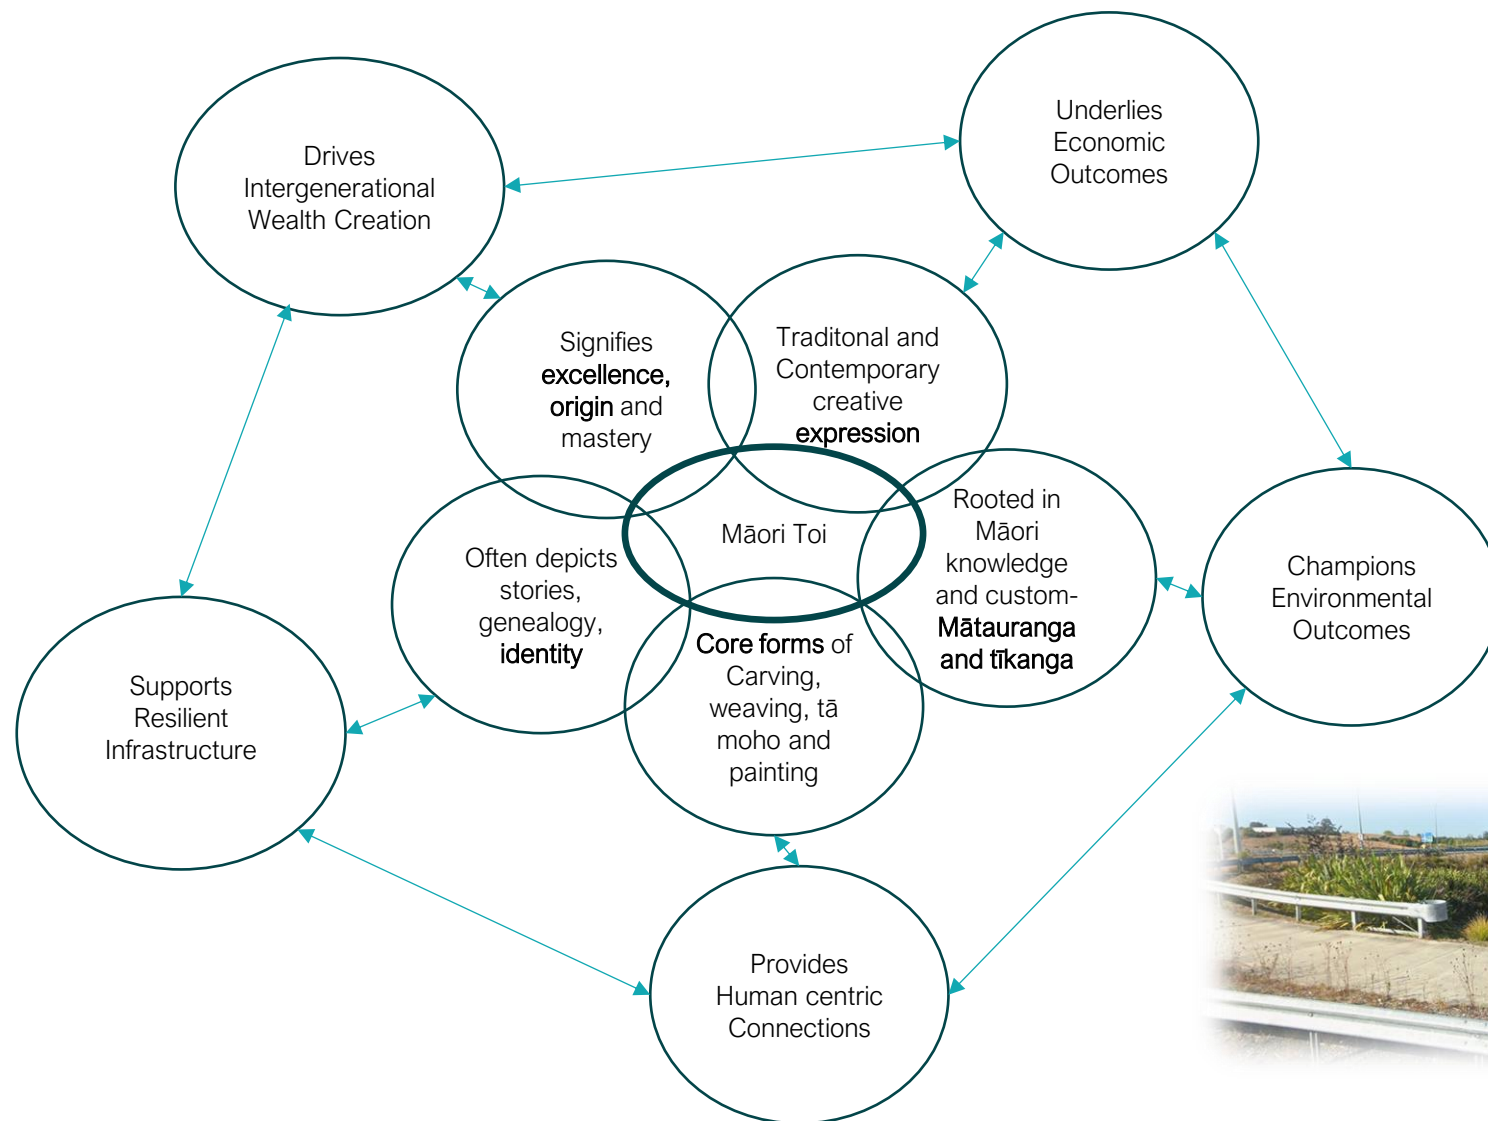 Drives
Intergenerational
Wealth Creation
Underlies
Economic
Outcomes
Signifies
excellence,
origin and
mastery
Traditonal and
Contemporary
creative
expression
Māori Toi
Often depicts
stories,
genealogy,
identity
Rooted in
Māori
knowledge
and custom-
Mātauranga
and tīkanga
Core forms of
Carving,
weaving, tā
moho and
painting
Champions
Environmental
Outcomes
Supports
Resilient
Infrastructure
Provides
Human centric
Connections